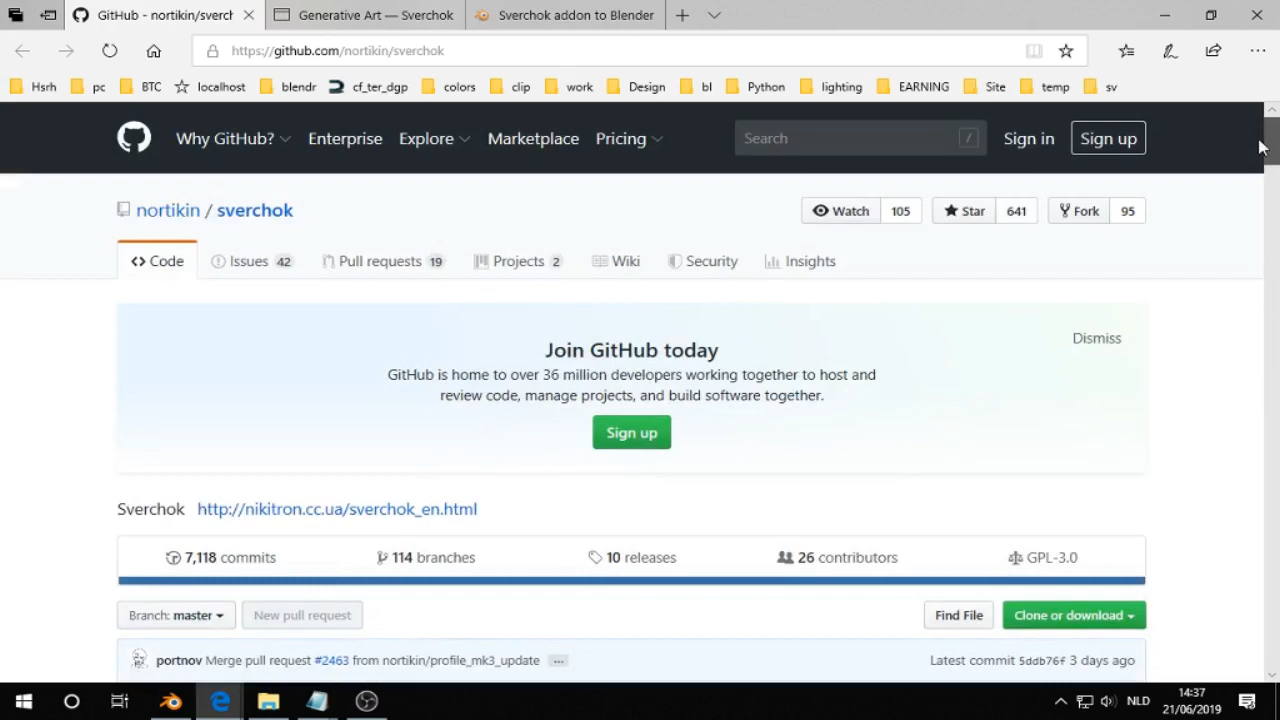 GitHub - nortikin/sverch
Generative Art — Sverchok
Sverchok addon to Blender
https://github.com/nortikin/sverchok
Hsrh pc BTC localhost blendr cf_ter_dgp colors clip work Design bl Python lighting EARNING Site temp sv
Why GitHub? Enterprise Explore Marketplace Pricing Search / Sign in Sign up
nortikin / sverchok
Watch 105 Star 641 Fork 95
Code Issues 42 Pull requests 19 Projects 2 Wiki Security Insights
Dismiss
Join GitHub today
GitHub is home to over 36 million developers working together to host and
review code, manage projects, and build software together.
Sign up
Sverchok http://nikitron.cc.ua/sverchok_en.html
7,118 commits 114 branches 10 releases 26 contributors GPL-3.0
Branch: master New pull request Find File Clone or download
portnov Merge pull request #2463 from nortikin/profile_mk3_update ... Latest commit 5ddb76f 3 days ago
NLD
14:37
21/06/2019